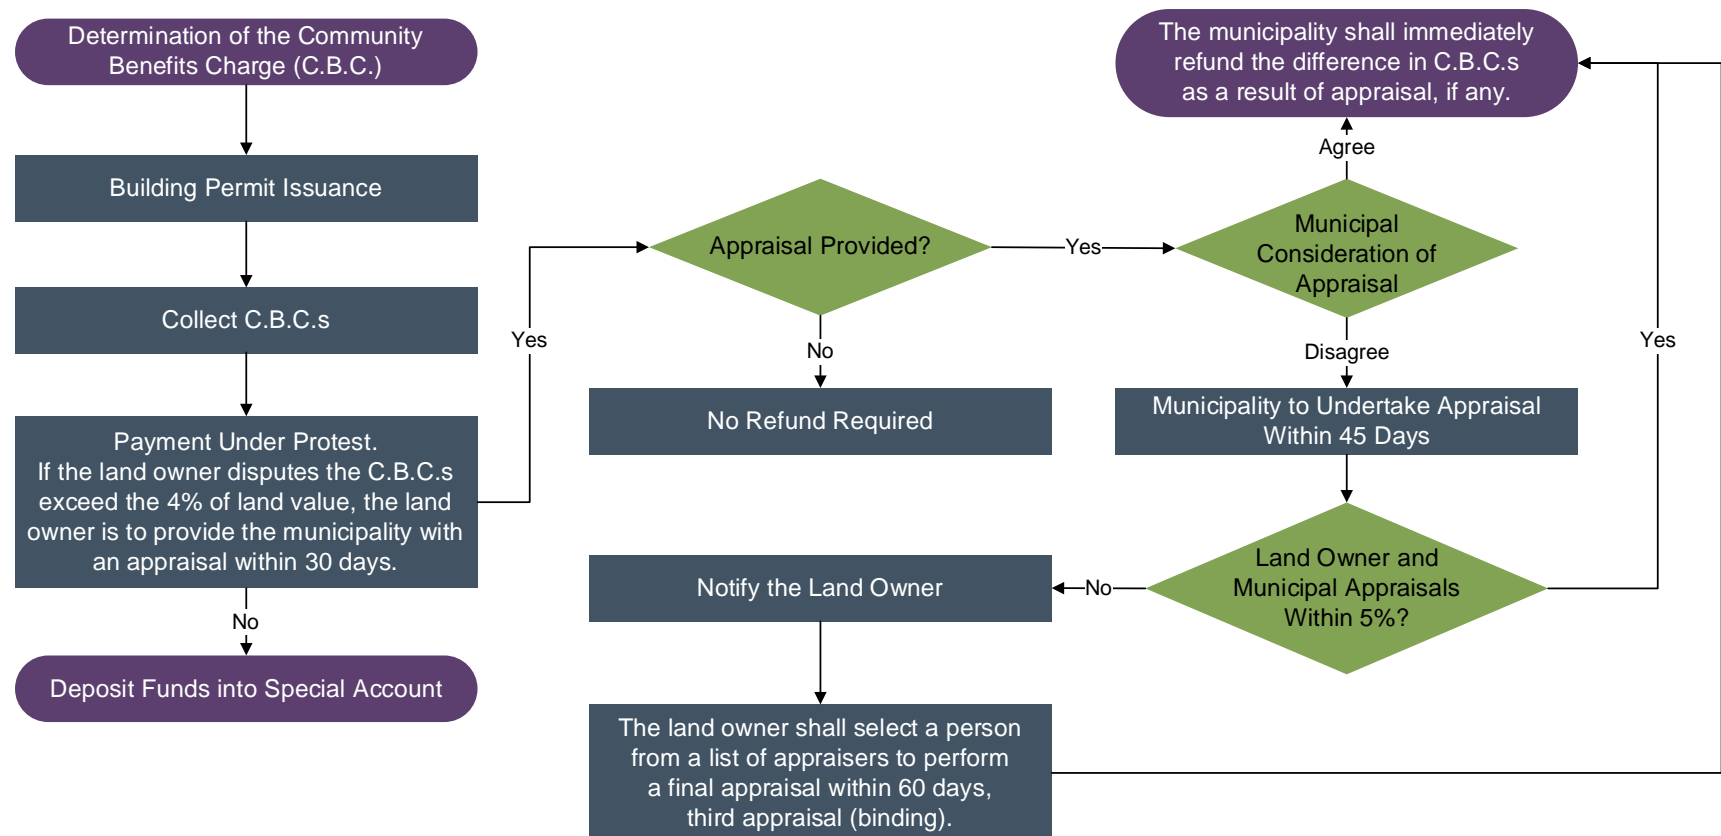 Determination of the Community
Benefits Charge (C.B.C.)
Building Permit Issuance
Collect C.B.C.s
Payment Under Protest.
If the land owner disputes the C.B.C.s
exceed the 4% of land value, the land
owner is to provide the municipality with
an appraisal within 30 days.
No
Deposit Funds into Special Account
Yes
Appraisal Provided?
No
No Refund Required
Yes
Municipal
Consideration of
Appraisal
Agree
The municipality shall immediately
refund the difference in C.B.C.s
as a result of appraisal, if any.
Disagree
Municipality to Undertake Appraisal
Within 45 Days
Land Owner and
Municipal Appraisals
Within 5%?
Yes
No
Notify the Land Owner
The land owner shall select a person
from a list of appraisers to perform
a final appraisal within 60 days,
third appraisal (binding).